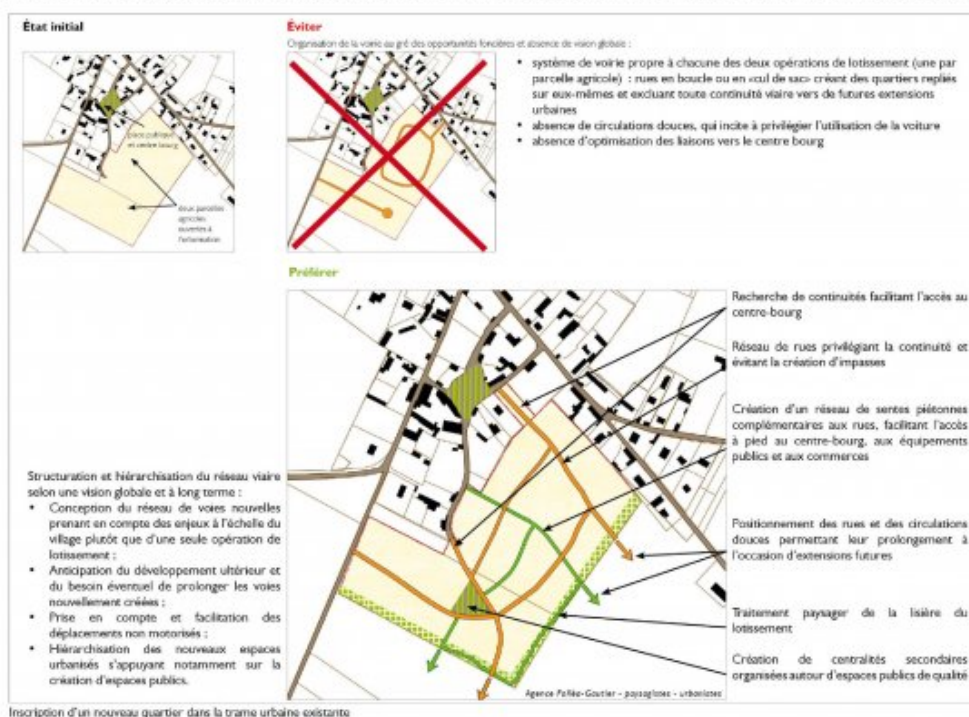 État initial
place publique
et centre bourg
deux parcelles
agricoles
ouvertes à
l'urbanisation
Éviter
Organisation de la voirie au gré des opportunités foncières et absence de vision globale :
• système de voirie propre à chacune des deux opérations de lotissement (une par
parcelle agricole) : rues en boucle ou en «cul de sac» créant des quartiers repliés
sur eux-mêmes et excluant toute continuité viaire vers de futures extensions
urbaines
• absence de circulations douces, qui incite à privilégier l'utilisation de la voiture
• absence d'optimisation des liaisons vers le centre bourg
Préférer
Recherche de continuités facilitant l'accès au
centre-bourg
Réseau de rues privilégiant la continuité et
évitant la création d'impasses
Création d'un réseau de sentes piétonnes
complémentaires aux rues, facilitant l'accès
à pied au centre-bourg, aux équipements
publics et aux commerces
Positionnement des rues et des circulations
douces permettant leur prolongement à
l'occasion d'extensions futures
Traitement paysager de la lisière du
lotissement
Création de centralités secondaires
organisées autour d'espaces publics de qualité
Structuration et hiérarchisation du réseau viaire
selon une vision globale et à long terme :
• Conception du réseau de voies nouvelles
prenant en compte des enjeux à l'échelle du
village plutôt que d'une seule opération de
lotissement ;
• Anticipation du développement ultérieur et
du besoin éventuel de prolonger les voies
nouvellement créées ;
• Prise en compte et facilitation des
déplacements non motorisés ;
• Hiérarchisation des nouveaux espaces
urbanisés s'appuyant notamment sur la
création d'espaces publics.
Agence Folléa-Gautier - paysagistes - urbanistes
Inscription d'un nouveau quartier dans la trame urbaine existante